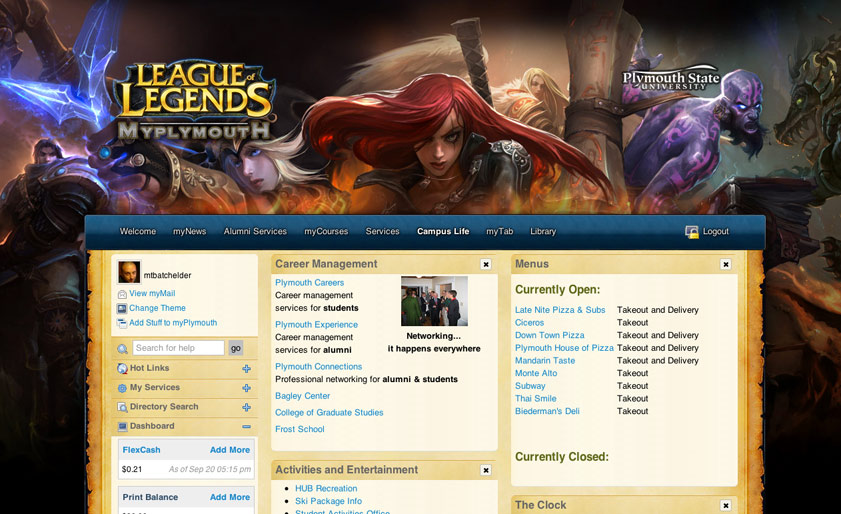 LEAGUE of LEGENDS
MYPLYMOUTH
Plymouth State
UNIVERSITY
Welcome myNews Alumni Services myCourses Services Campus Life myTab Library Logout
mtbatchelder
View myMail
Change Theme
Add Stuff to myPlymouth
Search for help go
Hot Links
My Services
Directory Search
Dashboard
FlexCash Add More
$0.21 As of Sep 20 05:15 pm
Print Balance Add More
Career Management
Plymouth Careers
Career management
services for students
Plymouth Experience
Career management
services for alumni
Networking...
it happens everywhere
Plymouth Connections
Professional networking for alumni & students
Bagley Center
College of Graduate Studies
Frost School
Activities and Entertainment
HUB Recreation
Ski Package Info
Student Activities Office
Menus
Currently Open:
Late Nite Pizza & Subs Takeout and Delivery
Ciceros Takeout
Down Town Pizza Takeout and Delivery
Plymouth House of Pizza Takeout and Delivery
Mandarin Taste Takeout and Delivery
Monte Alto Takeout
Subway Takeout
Thai Smile Takeout
Biederman's Deli Takeout
Currently Closed:
The Clock